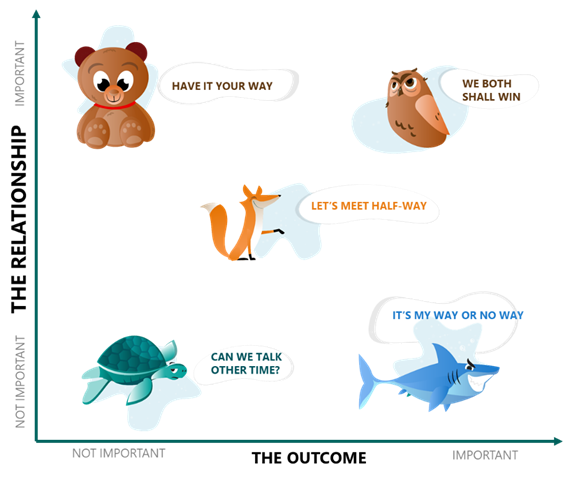 IMPORTANT
THE RELATIONSHIP
NOT IMPORTANT
HAVE IT YOUR WAY
WE BOTH
SHALL WIN
LET'S MEET HALF-WAY
CAN WE TALK
OTHER TIME?
IT'S MY WAY OR NO WAY
NOT IMPORTANT
THE OUTCOME
IMPORTANT